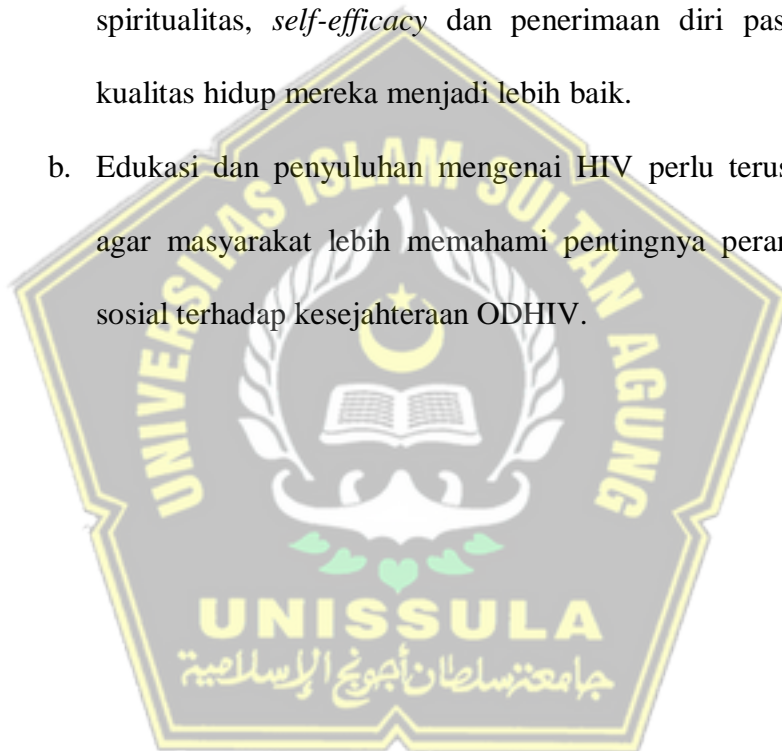 spiritualitas, self-efficacy dan penerimaan diri pas
kualitas hidup mereka menjadi lebih baik.
b. Edukasi dan penyuluhan mengenai HIV perlu terus
agar masyarakat lebih memahami pentingnya peran
sosial terhadap kesejahteraan ODHIV.
UNIVERSITAS ISLAM SULTAN AGUNG
UNISSULA
جامعة سلطان أجونج الإسلامية